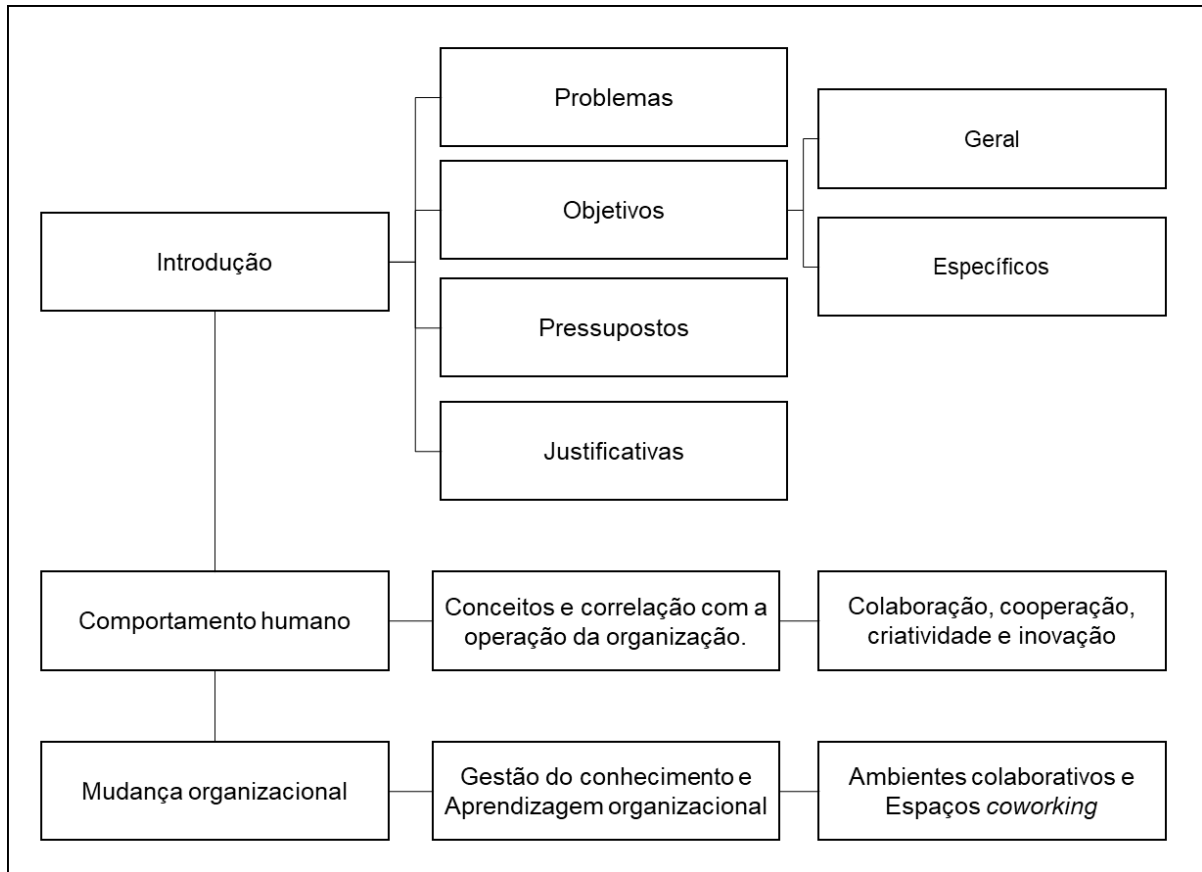 Introdução
Problemas
Objetivos
Pressupostos
Justificativas
Geral
Específicos
Comportamento humano
Conceitos e correlação com a
operação da organização.
Colaboração, cooperação,
criatividade e inovação
Mudança organizacional
Gestão do conhecimento e
Aprendizagem organizacional
Ambientes colaborativos e
Espaços coworking